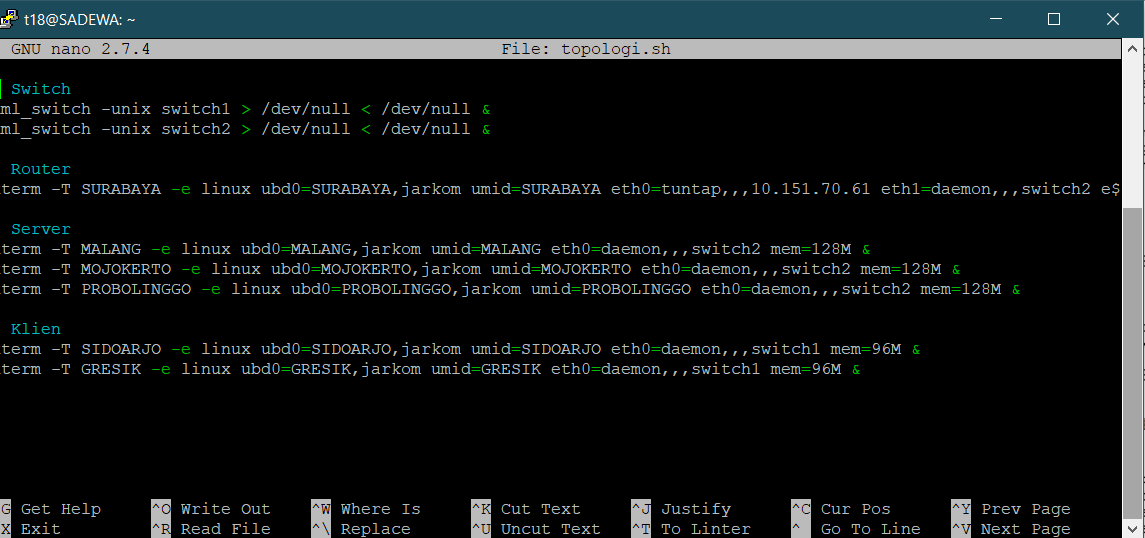 t18@SADEWA: ~
GNU nano 2.7.4 File: topologi.sh
Switch
ml_switch -unix switch1 > /dev/null < /dev/null &
ml_switch -unix switch2 > /dev/null < /dev/null &
Router
term -T SURABAYA -e linux ubd0=SURABAYA,jarkom umid=SURABAYA eth0=tuntap,,,10.151.70.61 eth1=daemon,,,switch2 e$
Server
term -T MALANG -e linux ubd0=MALANG,jarkom umid=MALANG eth0=daemon,,,switch2 mem=128M &
term -T MOJOKERTO -e linux ubd0=MOJOKERTO,jarkom umid=MOJOKERTO eth0=daemon,,,switch2 mem=128M &
term -T PROBOLINGGO -e linux ubd0=PROBOLINGGO,jarkom umid=PROBOLINGGO eth0=daemon,,,switch2 mem=128M &
Klien
term -T SIDOARJO -e linux ubd0=SIDOARJO,jarkom umid=SIDOARJO eth0=daemon,,,switch1 mem=96M &
term -T GRESIK -e linux ubd0=GRESIK,jarkom umid=GRESIK eth0=daemon,,,switch1 mem=96M &
G Get Help ^O Write Out ^W Where Is ^K Cut Text ^J Justify ^C Cur Pos ^Y Prev Page
X Exit ^R Read File ^\ Replace ^U Uncut Text ^T To Linter ^_ Go To Line ^V Next Page